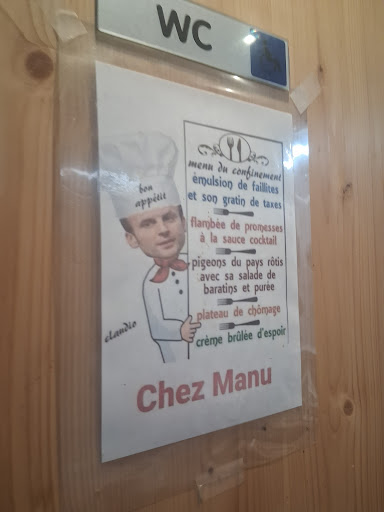 WC
menu du confinement
émulsion de faillites
et son gratin de taxes
flambée de promesses
à la sauce cocktail
pigeons du pays rôtis
avec sa salade de
baratins et purée
plateau de chômage
crème brûlée d'espoir
bon
appétit
claudio
Chez Manu